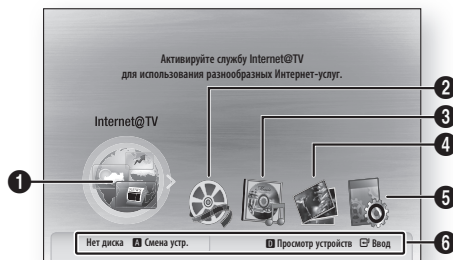 Активируйте службу Internet@TV
для использования разнообразных Интернет-услуг.
2
3
Internet@TV
4
1
5
Нет диска A Смена устр. D Просмотр устройств Ввод
6